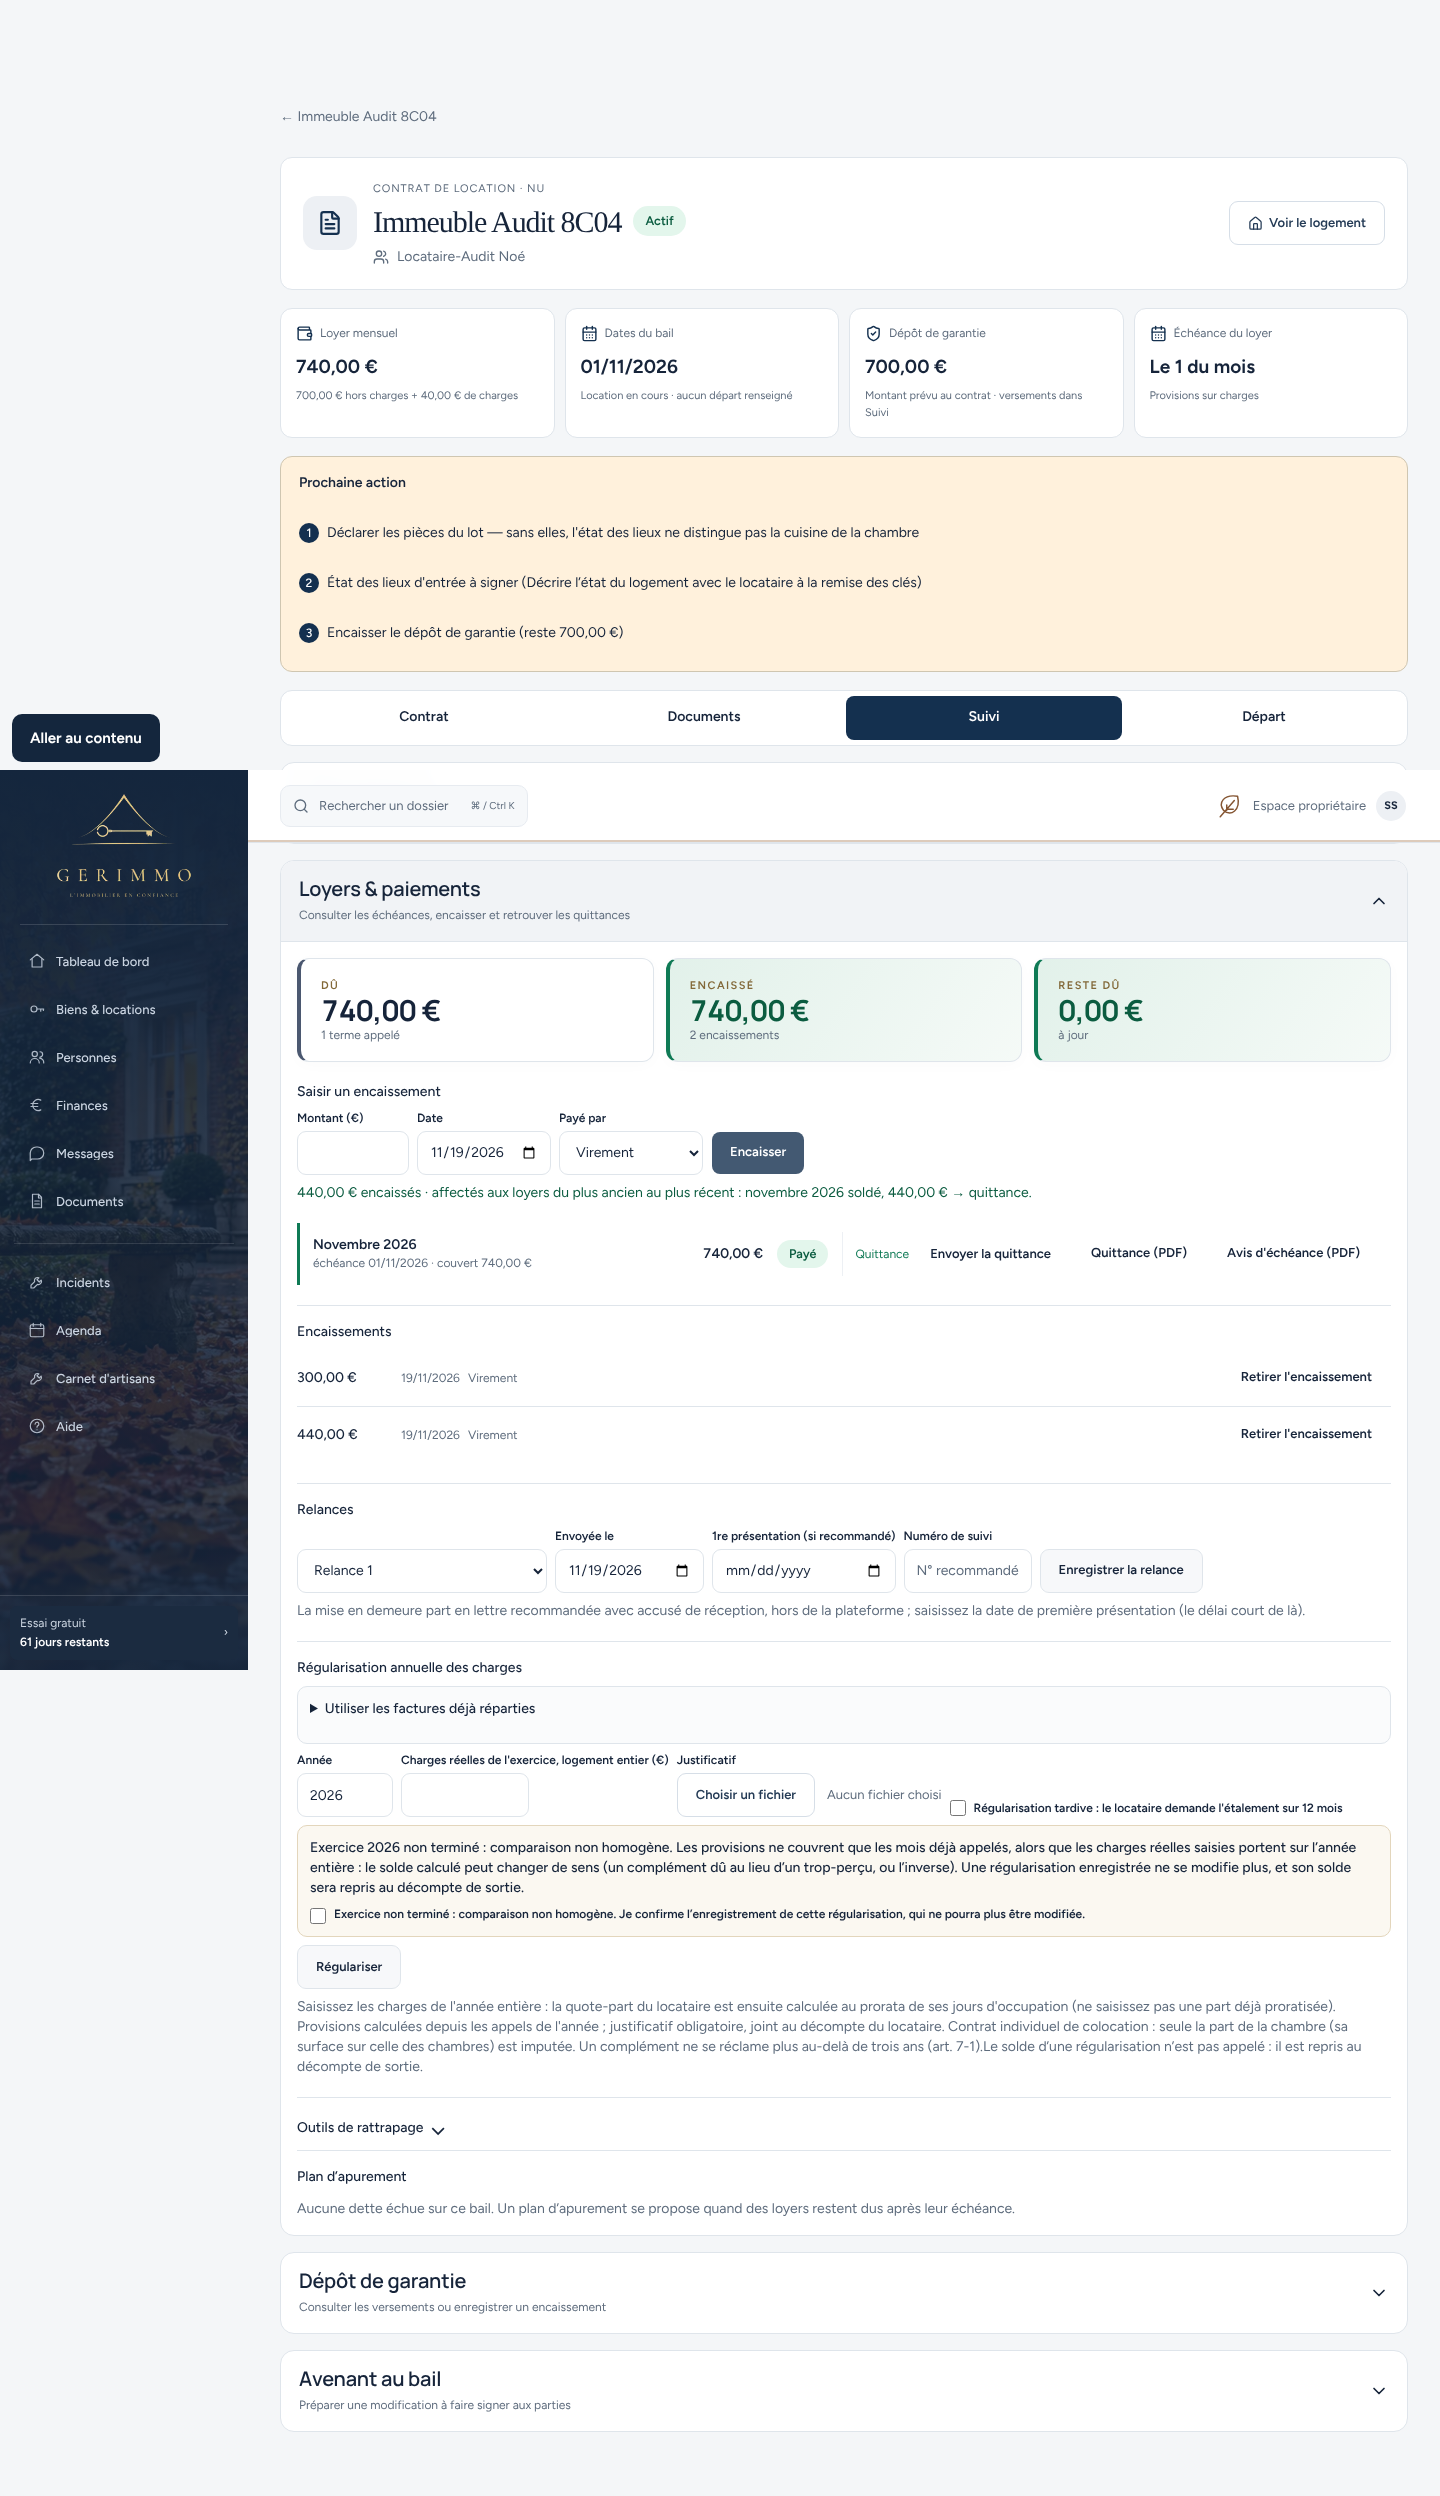 ← Immeuble Audit 8C04
CONTRAT DE LOCATION · NU
Immeuble Audit 8C04
Actif
Locataire-Audit Noé
Voir le logement
Loyer mensuel
740,00 €
700,00 € hors charges + 40,00 € de charges
Dates du bail
01/11/2026
Location en cours · aucun départ renseigné
Dépôt de garantie
700,00 €
Montant prévu au contrat · versements dans
Suivi
Échéance du loyer
Le 1 du mois
Provisions sur charges
Prochaine action
1 Déclarer les pièces du lot — sans elles, l'état des lieux ne distingue pas la cuisine de la chambre
2 État des lieux d'entrée à signer (Décrire l'état du logement avec le locataire à la remise des clés)
3 Encaisser le dépôt de garantie (reste 700,00 €)
Contrat
Documents
Suivi
Départ
Aller au contenu
Rechercher un dossier
⌘ / Ctrl K
Espace propriétaire
SS
GERIMMO
L'IMMOBILIER EN CONFIANCE
Tableau de bord
Biens & locations
Personnes
Finances
Messages
Documents
Incidents
Agenda
Carnet d'artisans
Aide
Essai gratuit
61 jours restants
›
Loyers & paiements
Consulter les échéances, encaisser et retrouver les quittances
DÛ
740,00 €
1 terme appelé
ENCAISSÉ
740,00 €
2 encaissements
RESTE DÛ
0,00 €
à jour
Saisir un encaissement
Montant (€)
Date
Payé par
11/19/2026
Virement
Encaisser
440,00 € encaissés · affectés aux loyers du plus ancien au plus récent : novembre 2026 soldé, 440,00 € → quittance.
Novembre 2026
échéance 01/11/2026 · couvert 740,00 €
740,00 €
Payé
Quittance
Envoyer la quittance
Quittance (PDF)
Avis d'échéance (PDF)
Encaissements
300,00 €
19/11/2026 Virement
Retirer l'encaissement
440,00 €
19/11/2026 Virement
Retirer l'encaissement
Relances
Envoyée le
1re présentation (si recommandé)
Numéro de suivi
Relance 1
11/19/2026
mm/dd/yyyy
N° recommandé
Enregistrer la relance
La mise en demeure part en lettre recommandée avec accusé de réception, hors de la plateforme ; saisissez la date de première présentation (le délai court de là).
Régularisation annuelle des charges
Utiliser les factures déjà réparties
Année
Charges réelles de l'exercice, logement entier (€)
Justificatif
2026
Choisir un fichier
Aucun fichier choisi
Régularisation tardive : le locataire demande l'étalement sur 12 mois
Exercice 2026 non terminé : comparaison non homogène. Les provisions ne couvrent que les mois déjà appelés, alors que les charges réelles saisies portent sur l'année
entière : le solde calculé peut changer de sens (un complément dû au lieu d'un trop-perçu, ou l'inverse). Une régularisation enregistrée ne se modifie plus, et son solde
sera repris au décompte de sortie.
Exercice non terminé : comparaison non homogène. Je confirme l'enregistrement de cette régularisation, qui ne pourra plus être modifiée.
Régulariser
Saisissez les charges de l'année entière : la quote-part du locataire est ensuite calculée au prorata de ses jours d'occupation (ne saisissez pas une part déjà proratisée).
Provisions calculées depuis les appels de l'année ; justificatif obligatoire, joint au décompte du locataire. Contrat individuel de colocation : seule la part de la chambre (sa
surface sur celle des chambres) est imputée. Un complément ne se réclame plus au-delà de trois ans (art. 7-1).Le solde d'une régularisation n'est pas appelé : il est repris au
décompte de sortie.
Outils de rattrapage
Plan d'apurement
Aucune dette échue sur ce bail. Un plan d'apurement se propose quand des loyers restent dus après leur échéance.
Dépôt de garantie
Consulter les versements ou enregistrer un encaissement
Avenant au bail
Préparer une modification à faire signer aux parties